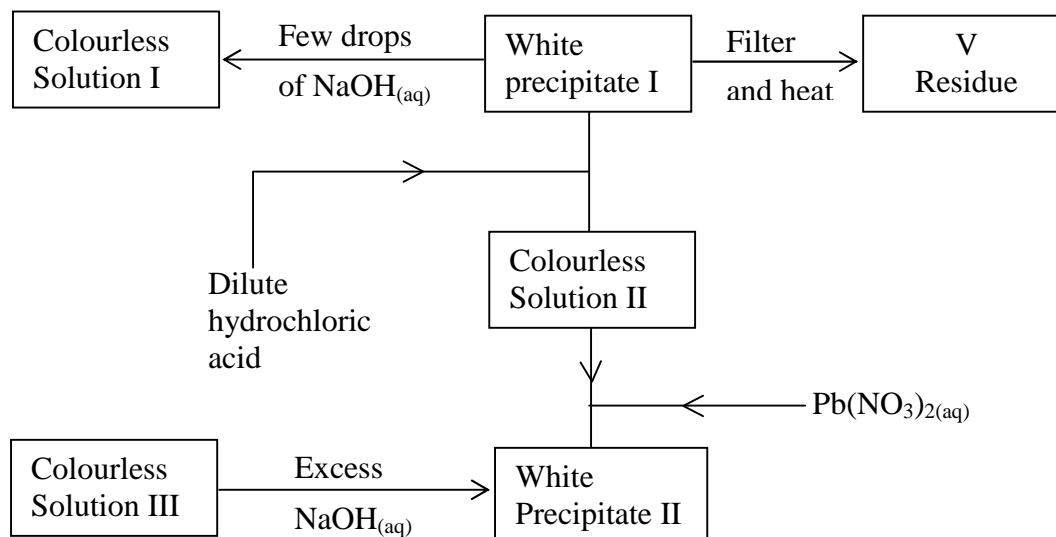 Colourless
Solution I
Few drops
of NaOH(aq)
White
precipitate I
Filter
and heat
V
Residue
Dilute
hydrochloric
acid
Colourless
Solution II
Pb(NO3)2(aq)
Colourless
Solution III
Excess
NaOH(aq)
White
Precipitate II